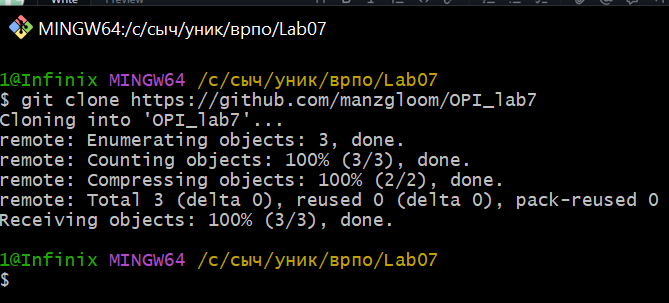 Write Preview
MINGW64:/c/сыч/уник/врпо/Lab07
1@Infinix MINGW64 /c/сыч/уник/врпо/Lab07
$ git clone https://github.com/manzgloom/OPI_lab7
Cloning into 'OPI_lab7'...
remote: Enumerating objects: 3, done.
remote: Counting objects: 100% (3/3), done.
remote: Compressing objects: 100% (2/2), done.
remote: Total 3 (delta 0), reused 0 (delta 0), pack-reused 0
Receiving objects: 100% (3/3), done.
1@Infinix MINGW64 /c/сыч/уник/врпо/Lab07
$